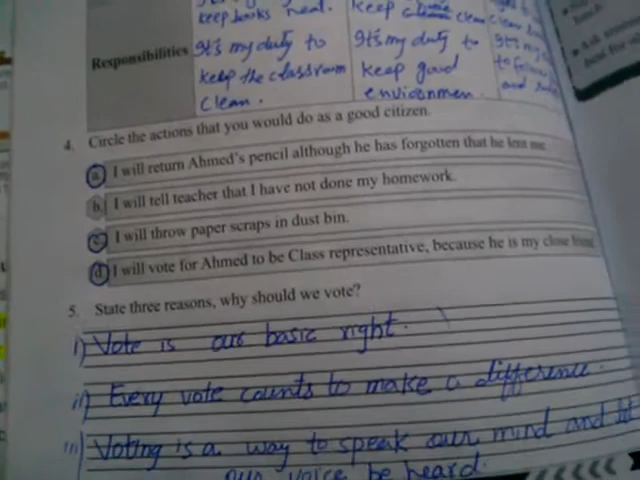 keep books neat.
keep clean
Responsibilities
It's my duty to
keep the classroom
clean.
It's my duty to
keep good
environmen.
4. Circle the actions that you would do as a good citizen.
a. I will return Ahmed's pencil although he has forgotten that he lent me
b. I will tell teacher that I have not done my homework.
c. I will throw paper scraps in dust bin.
d. I will vote for Ahmed to be Class representative, because he is my close friend
5. State three reasons, why should we vote?
i) Vote is our basic right.
ii) Every vote counts to make a difference.
iii) Voting is a way to speak our mind and let
our voice be heard.